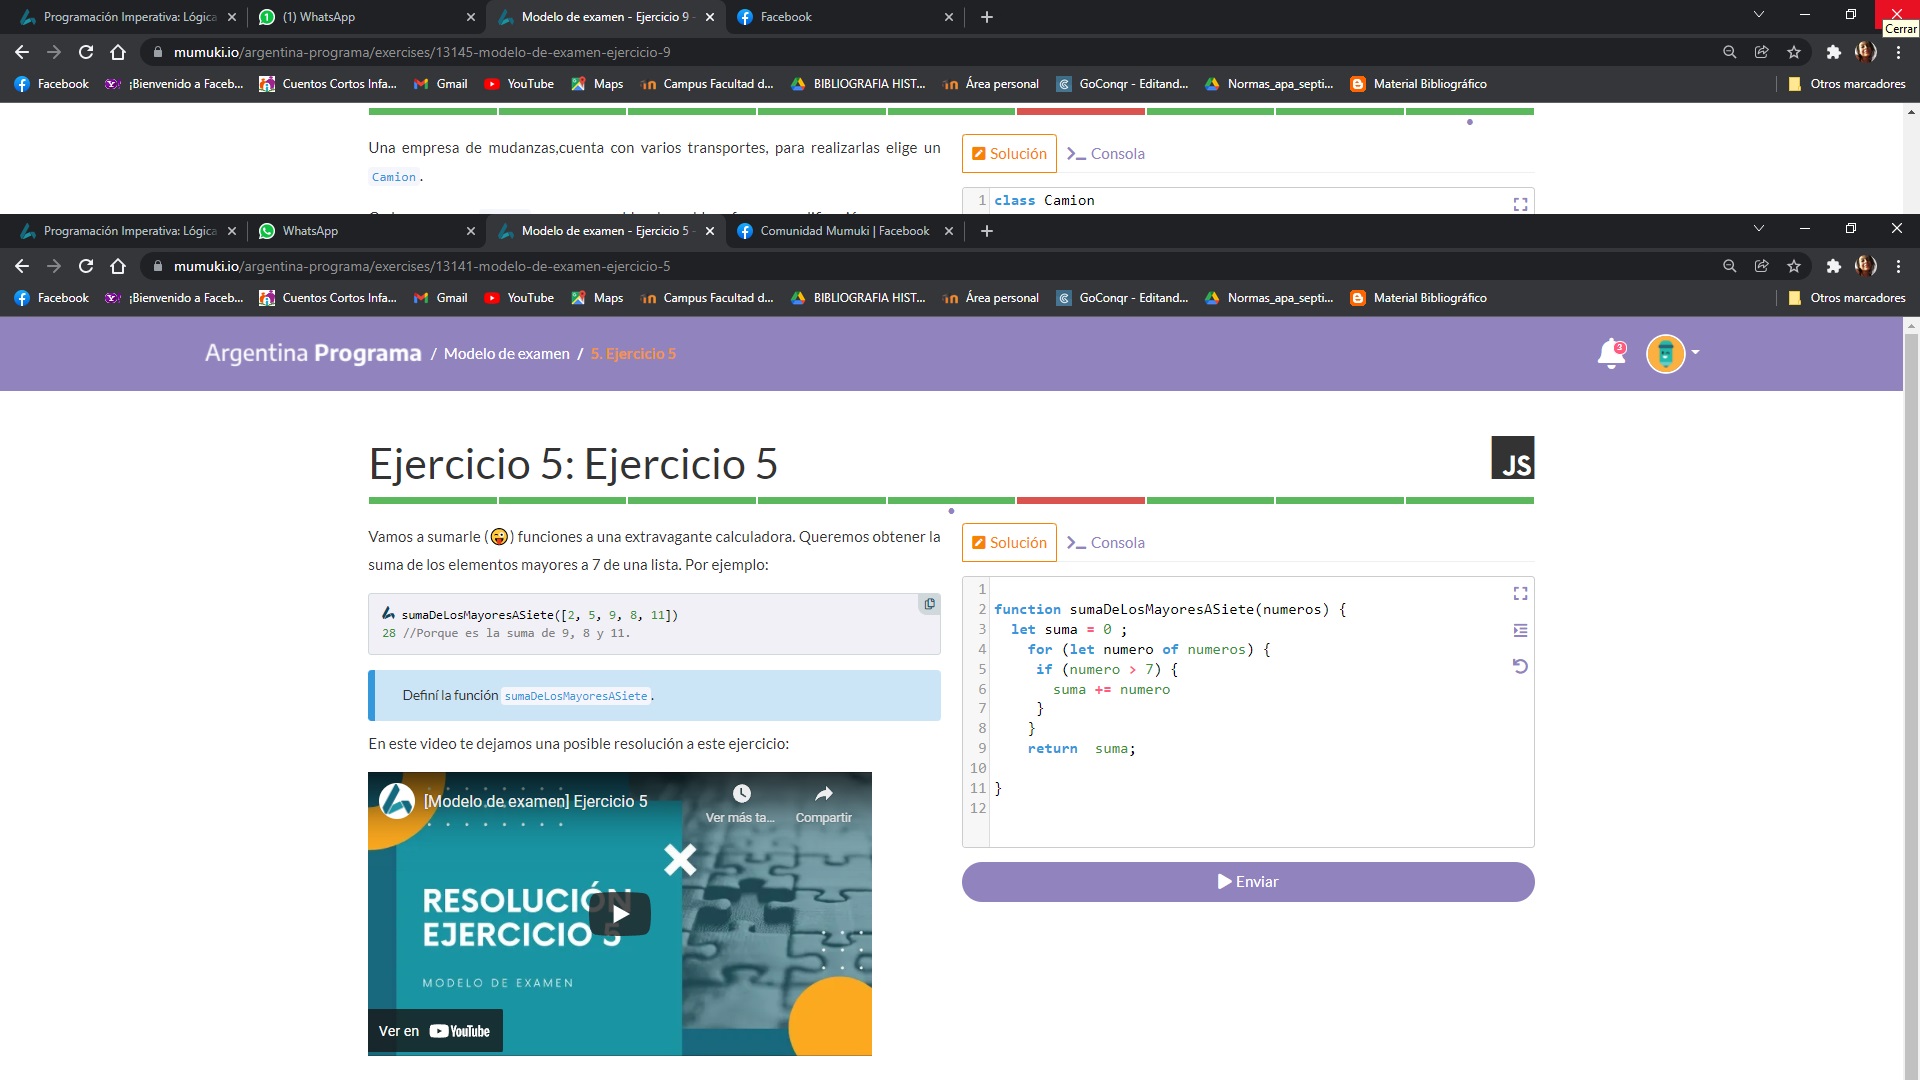 Programación Imperativa: Lógica
(1) WhatsApp
Modelo de examen - Ejercicio 9 -
Facebook
Cerrar
mumuki.io/argentina-programa/exercises/13145-modelo-de-examen-ejercicio-9
Facebook
¡Bienvenido a Faceb...
Cuentos Cortos Infa...
Gmail
YouTube
Maps
Campus Facultad d...
BIBLIOGRAFIA HIST...
Área personal
GoConqr - Editand...
Normas_apa_septi...
Material Bibliográfico
Otros marcadores
Una empresa de mudanzas,cuenta con varios transportes, para realizarlas elige un
Camion.
Solución
Consola
1 class Camion
Programación Imperativa: Lógica
WhatsApp
Modelo de examen - Ejercicio 5 -
Comunidad Mumuki | Facebook
mumuki.io/argentina-programa/exercises/13141-modelo-de-examen-ejercicio-5
Facebook
¡Bienvenido a Faceb...
Cuentos Cortos Infa...
Gmail
YouTube
Maps
Campus Facultad d...
BIBLIOGRAFIA HIST...
Área personal
GoConqr - Editand...
Normas_apa_septi...
Material Bibliográfico
Otros marcadores
Argentina Programa / Modelo de examen / 5. Ejercicio 5
3
Ejercicio 5: Ejercicio 5
JS
Vamos a sumarle (😜) funciones a una extravagante calculadora. Queremos obtener la
suma de los elementos mayores a 7 de una lista. Por ejemplo:
sumaDeLosMayoresASiete([2, 5, 9, 8, 11])
28 //Porque es la suma de 9, 8 y 11.
Definí la función sumaDeLosMayoresASiete.
En este video te dejamos una posible resolución a este ejercicio:
[Modelo de examen] Ejercicio 5
Ver más ta...
Compartir
RESOLUCIÓN
EJERCICIO 5
MODELO DE EXAMEN
Ver en YouTube
Solución
Consola
1
2 function sumaDeLosMayoresASiete(numeros) {
3 let suma = 0 ;
4 for (let numero of numeros) {
5 if (numero > 7) {
6 suma += numero
7 }
8 }
9 return suma;
10
11 }
12
Enviar